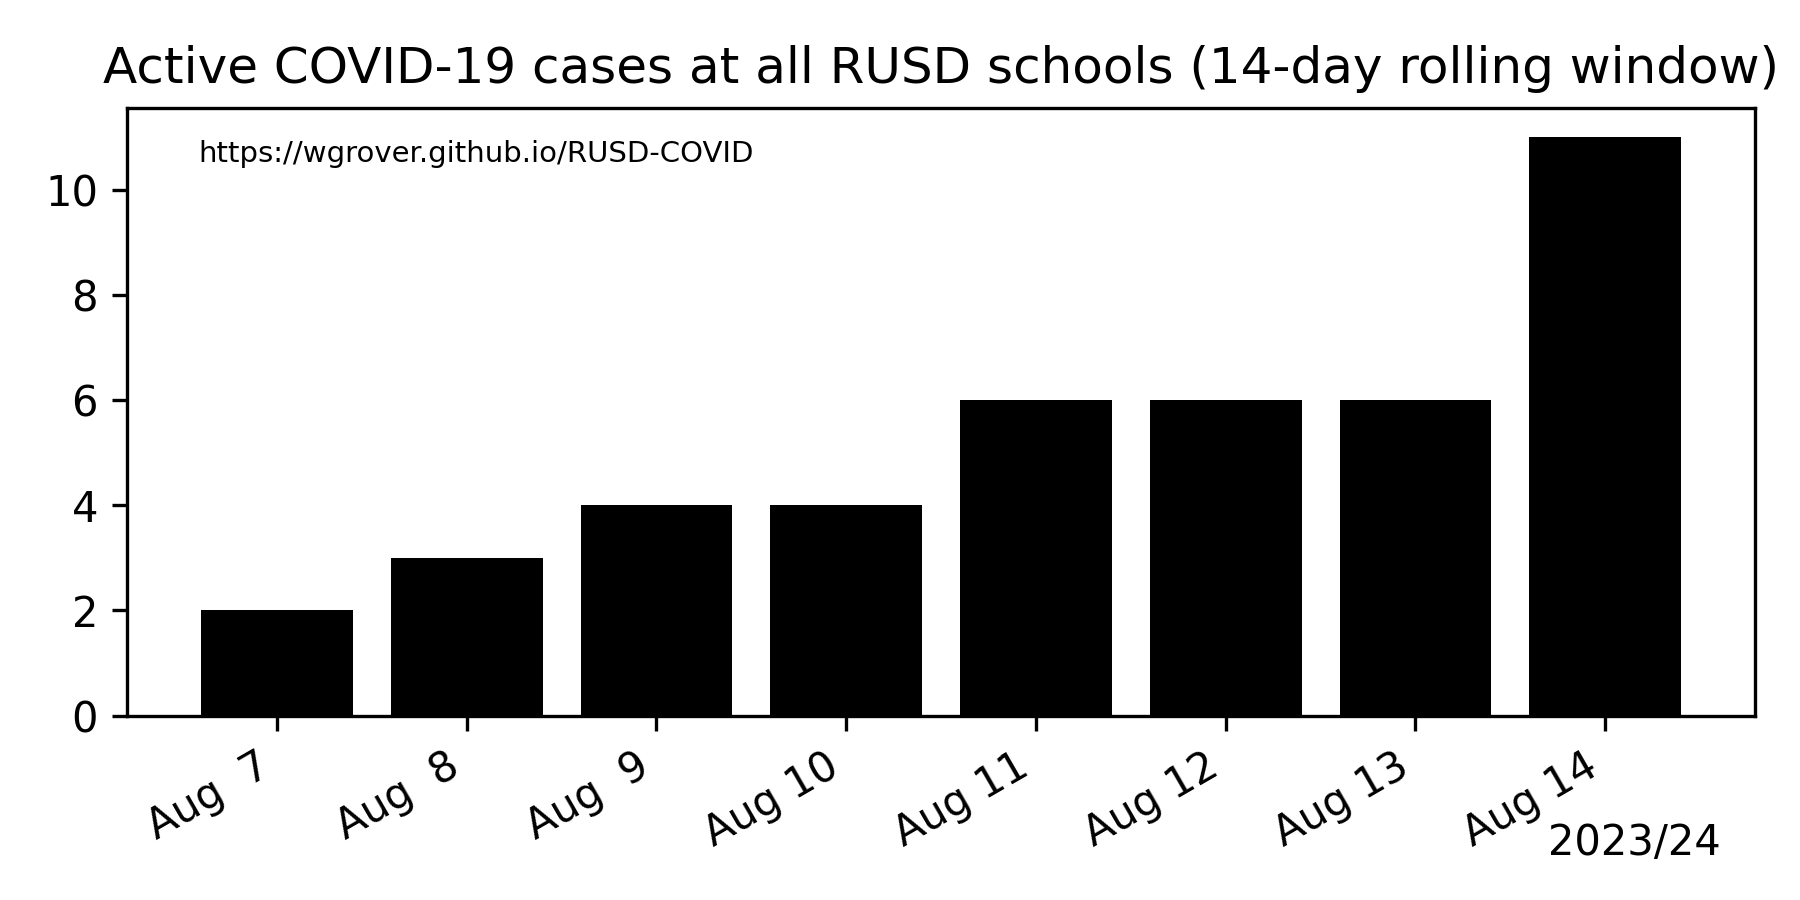 Active COVID-19 cases at all RUSD schools (14-day rolling window)
https://wgrover.github.io/RUSD-COVID
10
8
6
4
2
0
Aug 7
Aug 8
Aug 9
Aug 10
Aug 11
Aug 12
Aug 13
Aug 14
2023/24